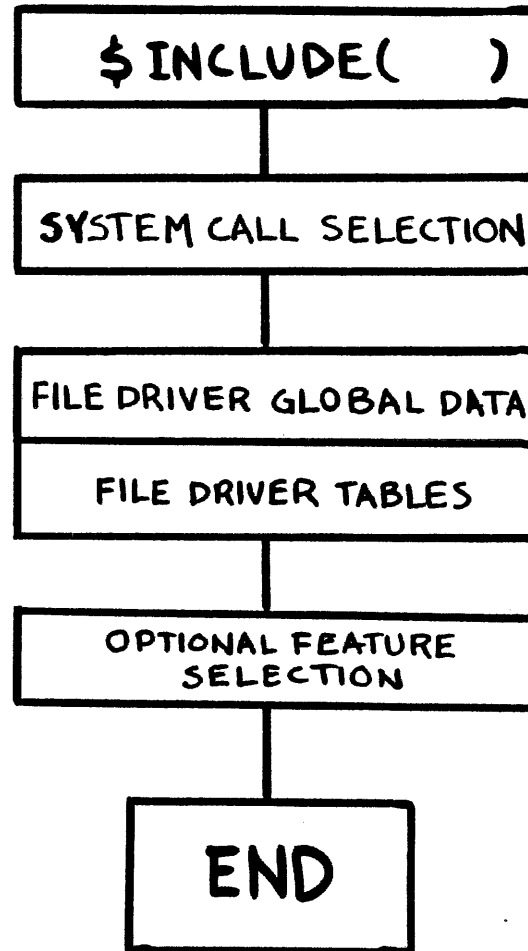 $ INCLUDE( )
SYSTEM CALL SELECTION
FILE DRIVER GLOBAL DATA
FILE DRIVER TABLES
OPTIONAL FEATURE
SELECTION
END